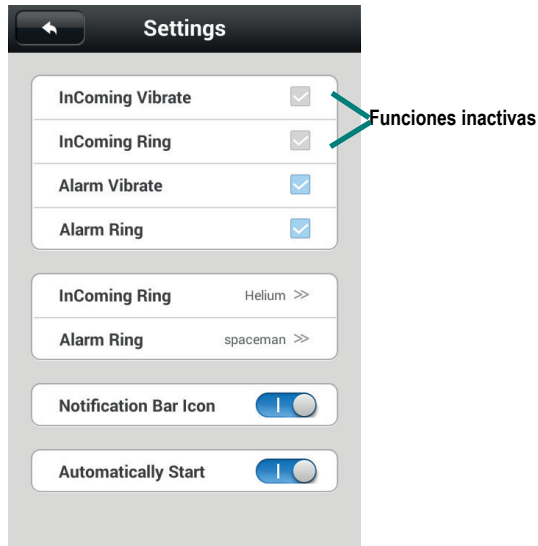 Settings
InComing Vibrate
Funciones inactivas
InComing Ring
Alarm Vibrate
Alarm Ring
InComing Ring Helium >>
Alarm Ring spaceman >>
Notification Bar Icon
Automatically Start